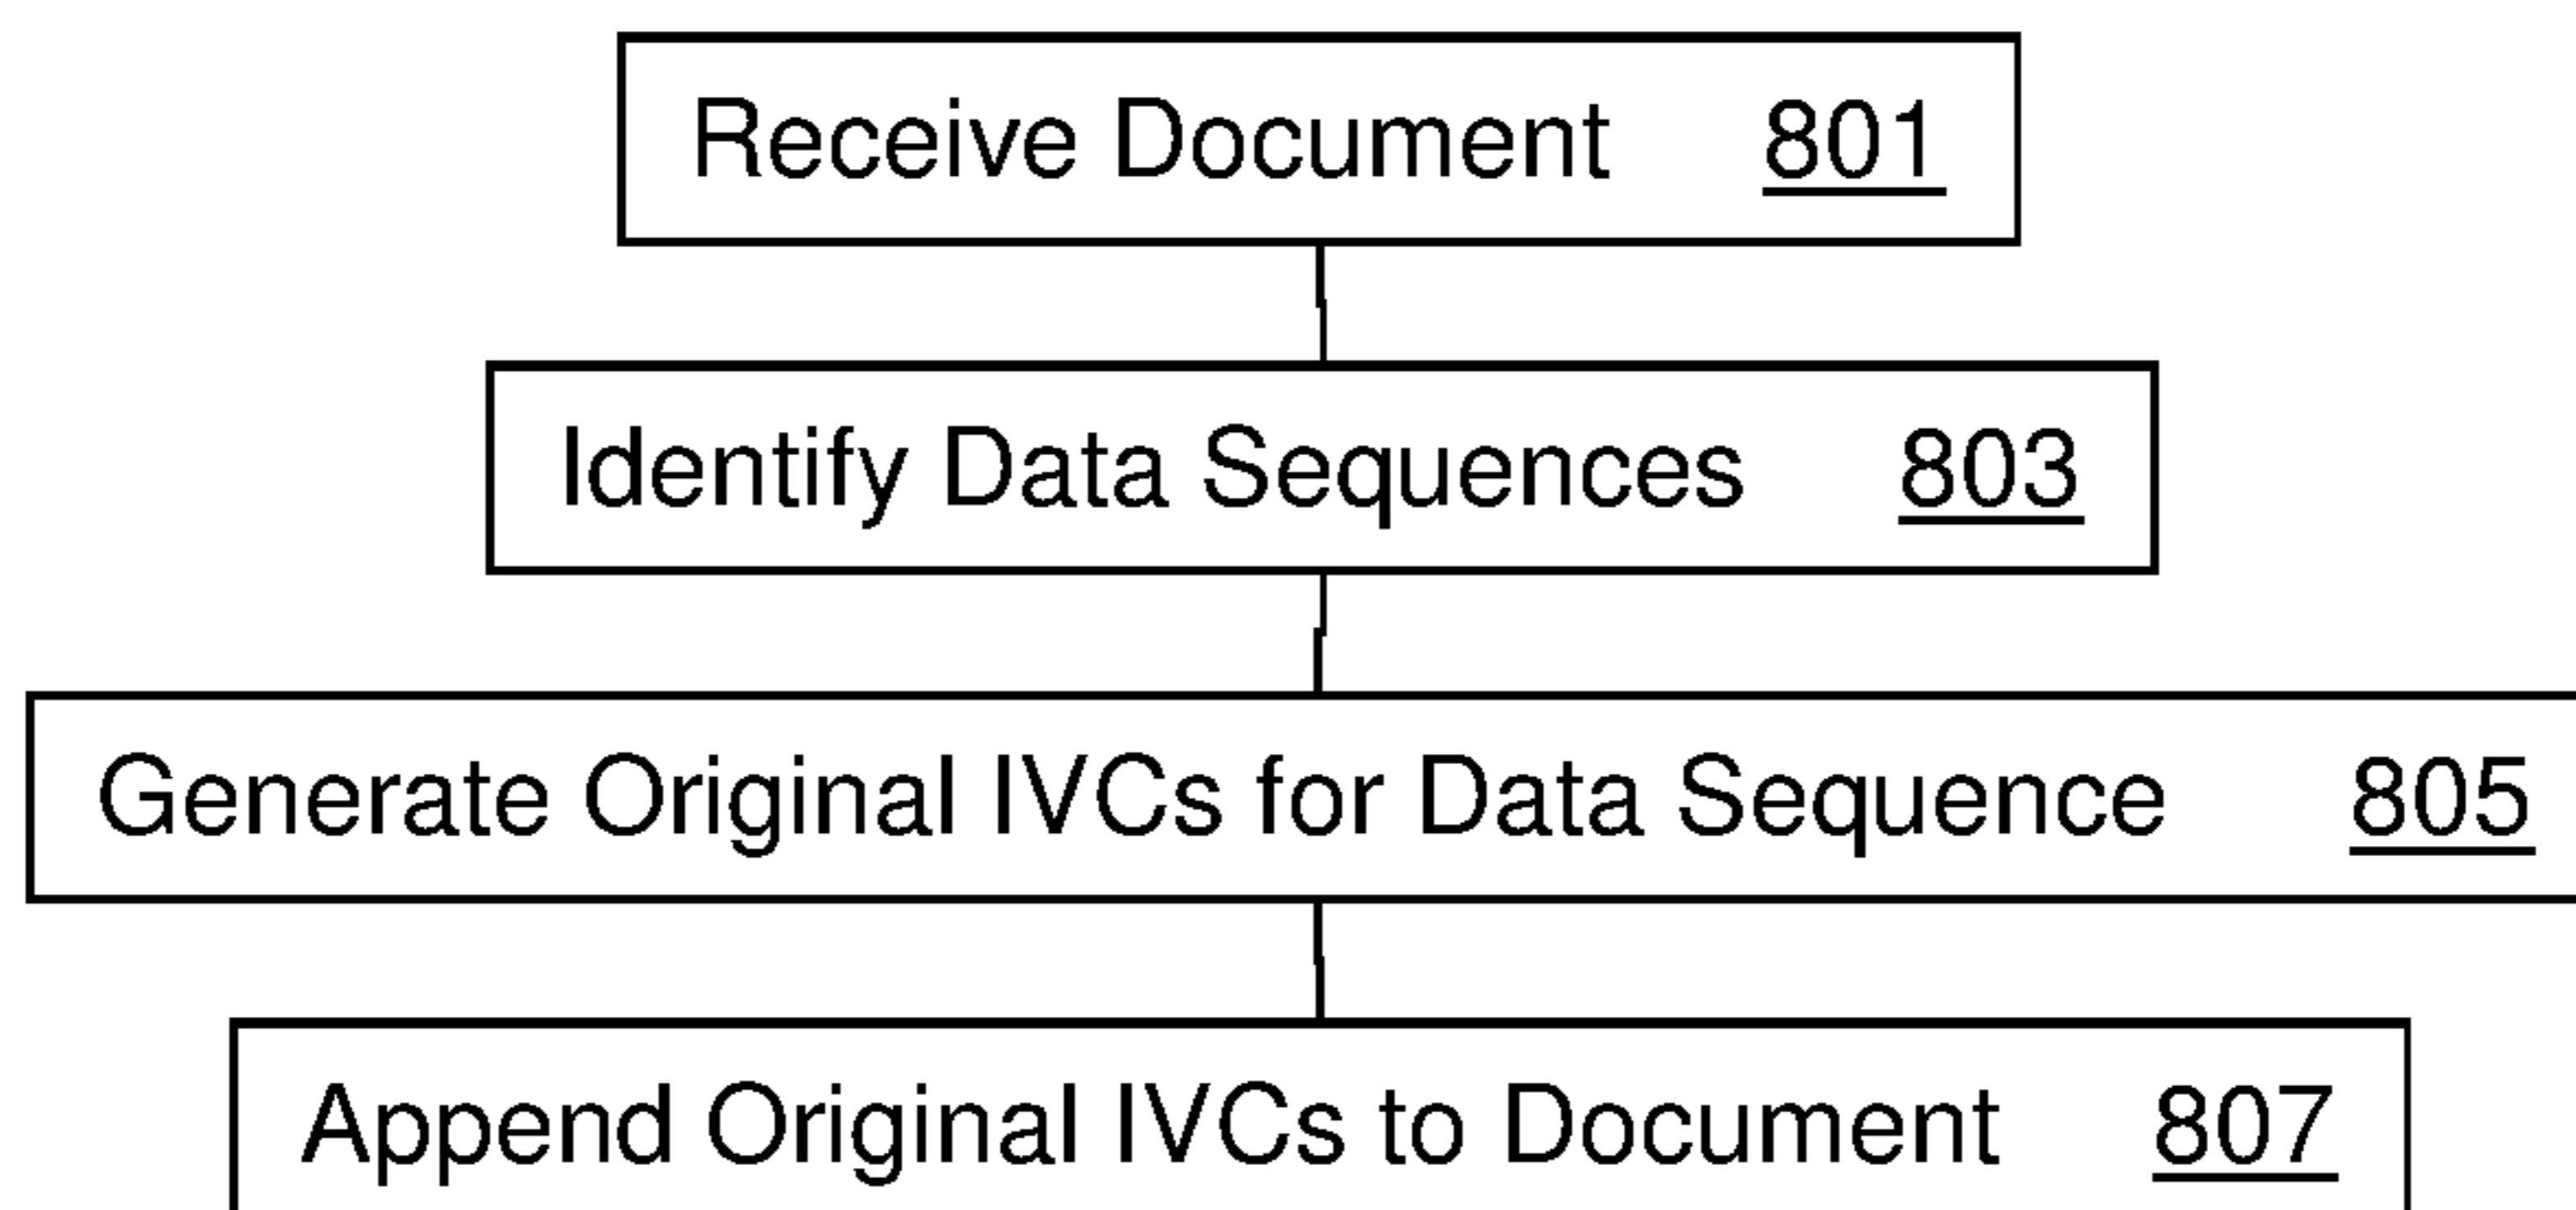 Receive Document 801
Identify Data Sequences 803
Generate Original IVCs for Data Sequence 805
Append Original IVCs to Document 807